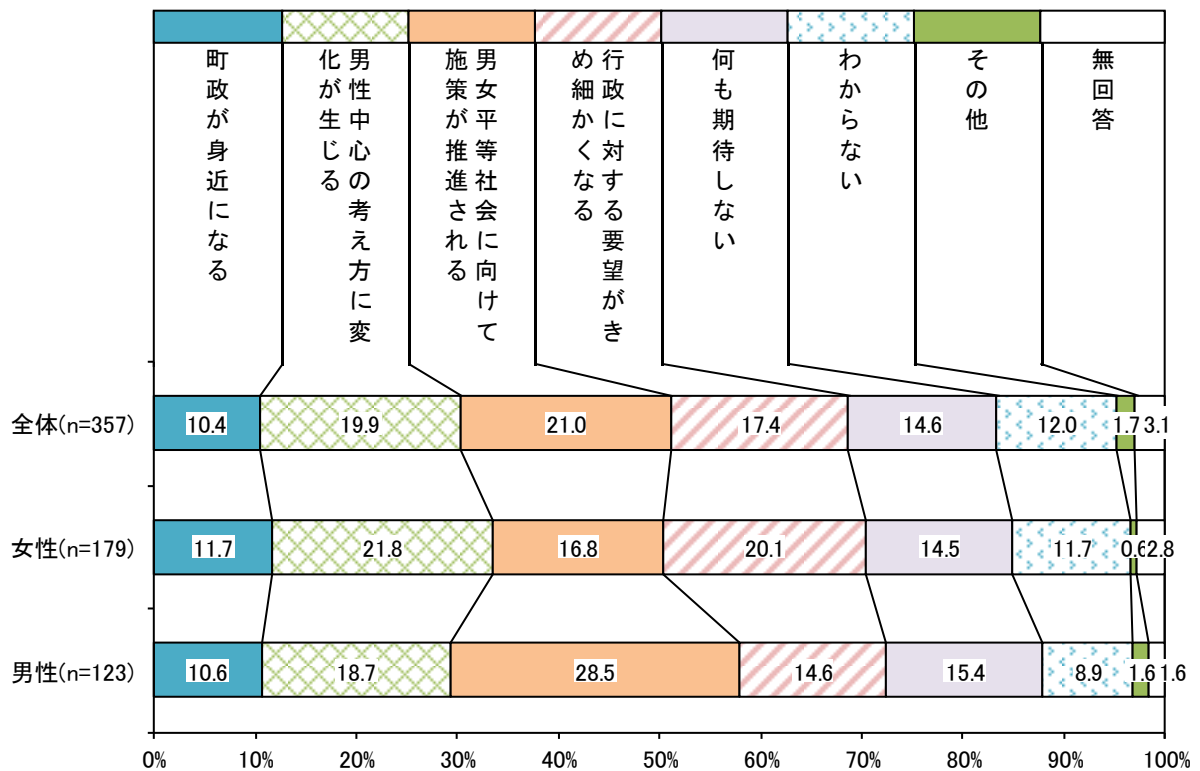 町政が身近になる
男性中心の考え方に変
化が生じる
男女平等社会に向けて
施策が推進される
行政に対する要望がき
め細かくなる
何も期待しない
わからない
その他
無回答
全体(n=357)
10.4
19.9
21.0
17.4
14.6
12.0
1.7
3.1
女性(n=179)
11.7
21.8
16.8
20.1
14.5
11.7
0.6
2.8
男性(n=123)
10.6
18.7
28.5
14.6
15.4
8.9
1.6
1.6
0%
10%
20%
30%
40%
50%
60%
70%
80%
90%
100%